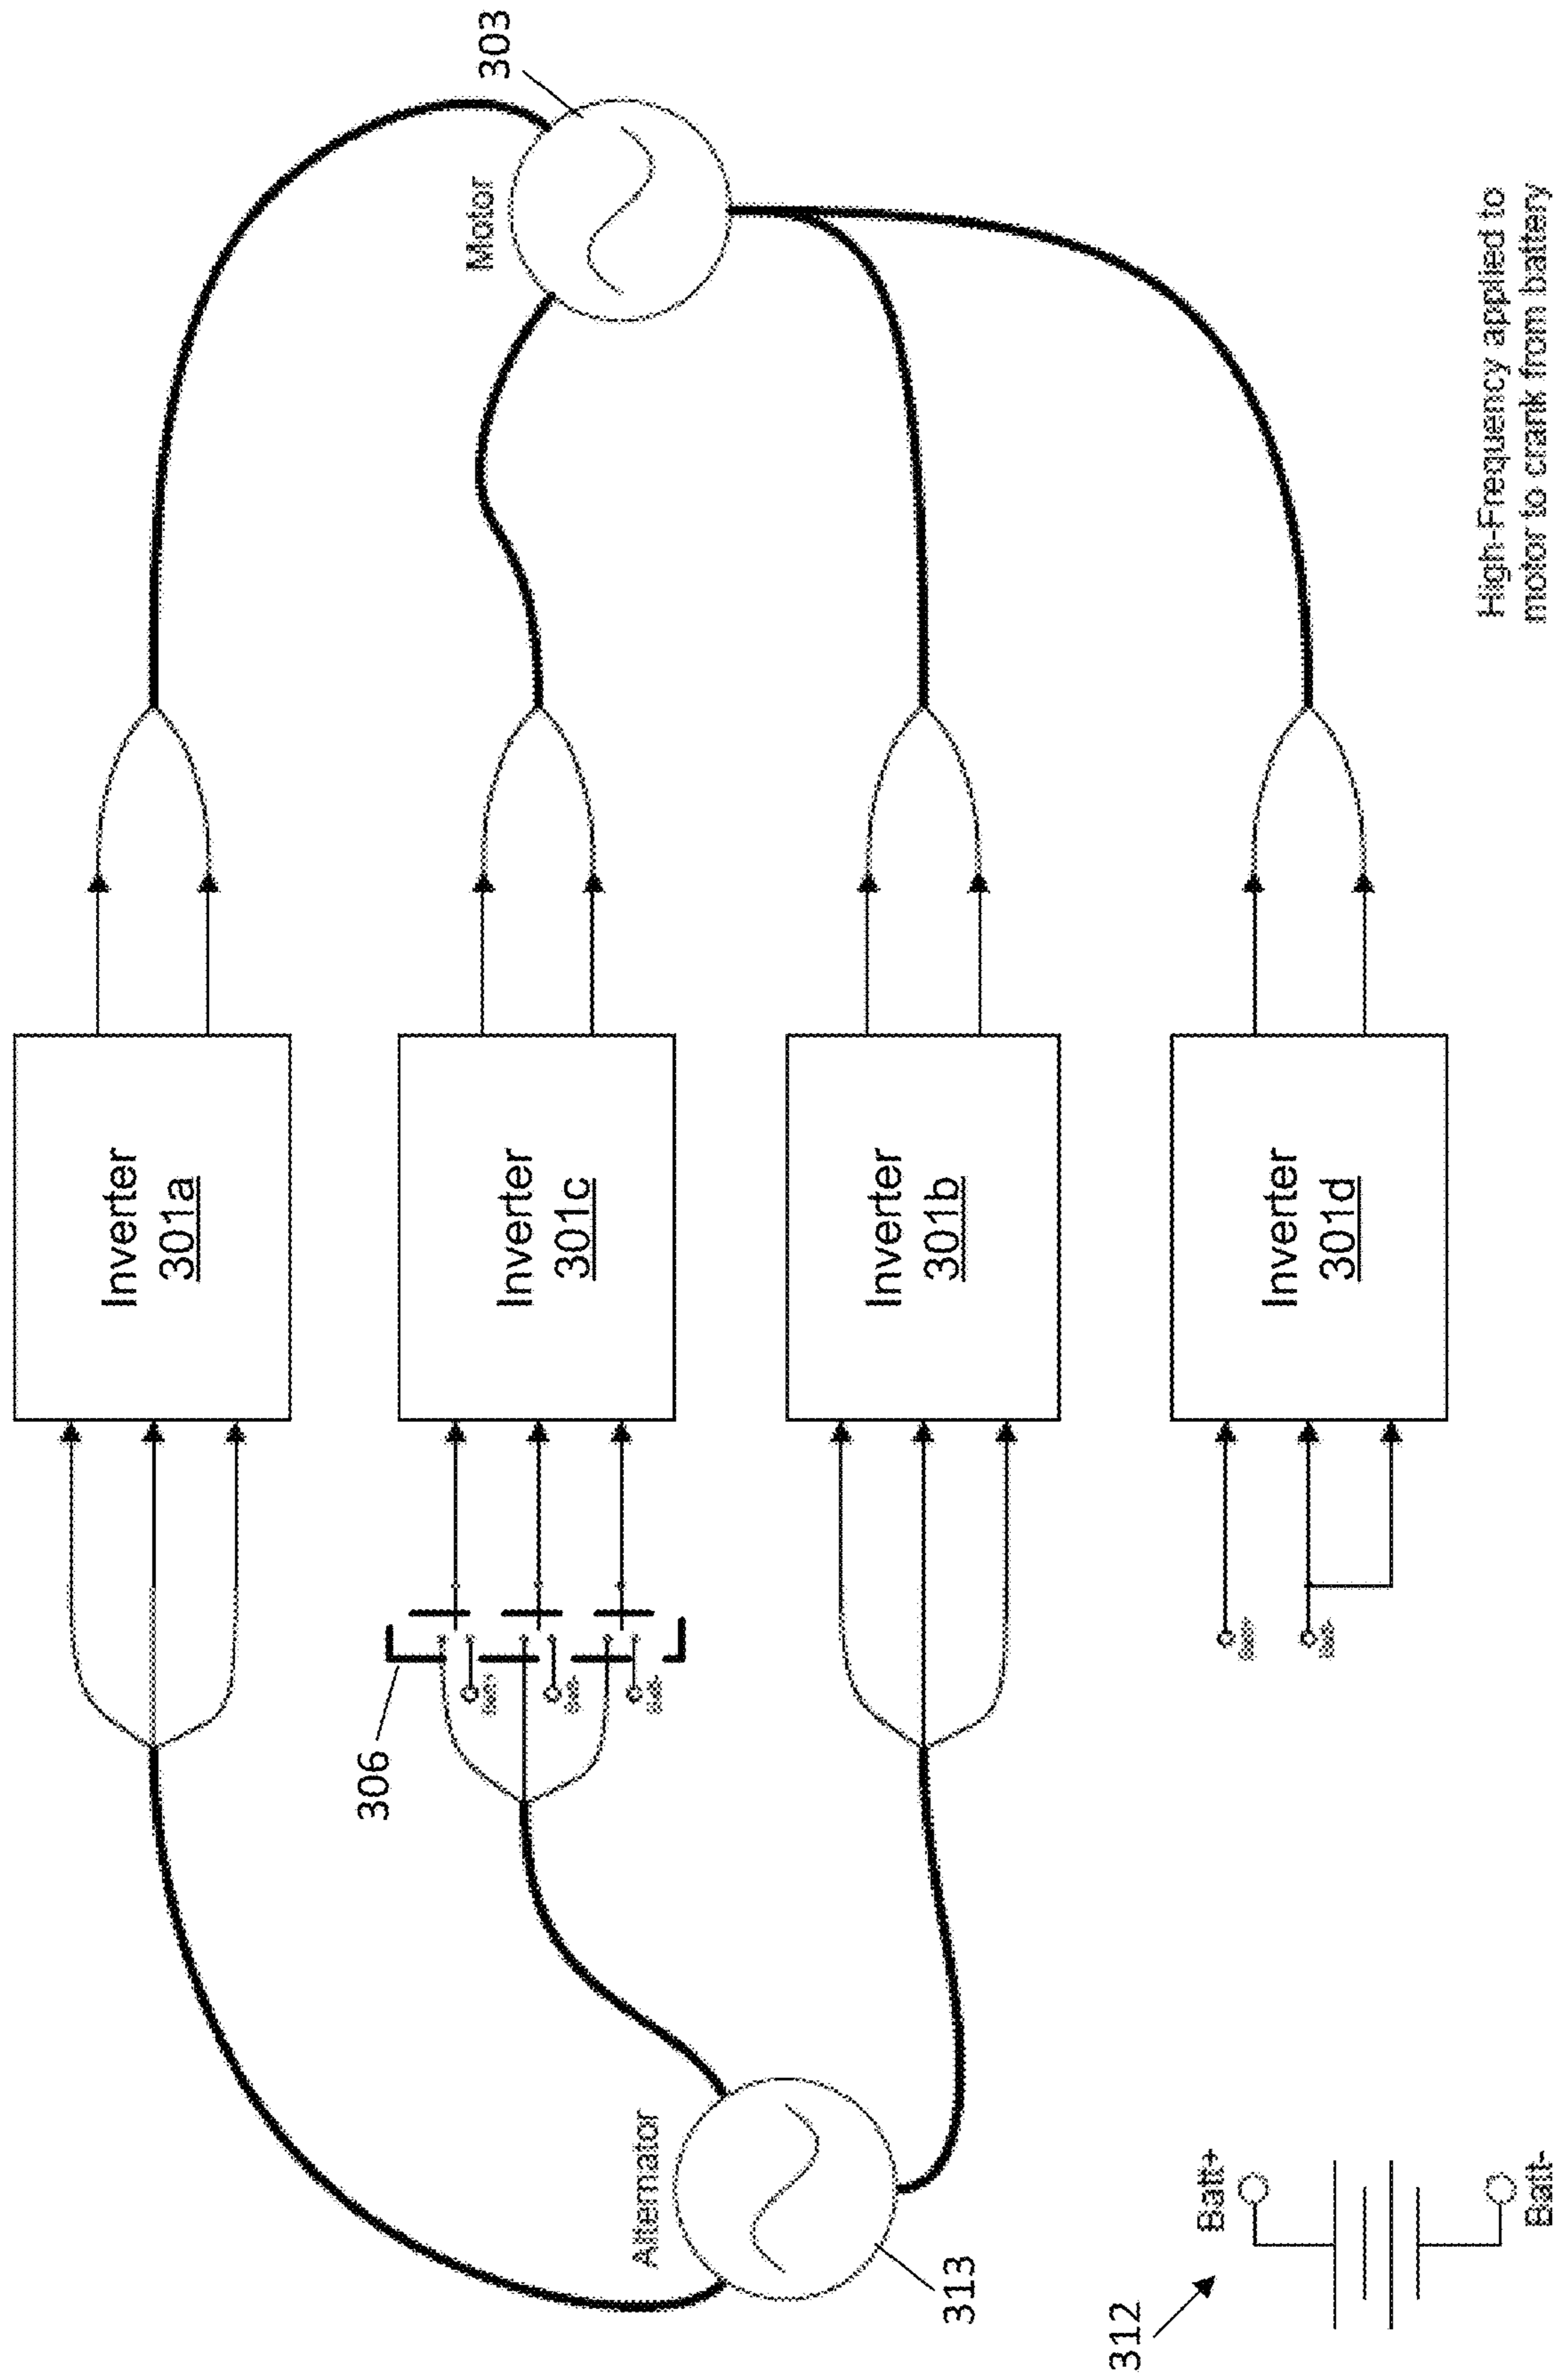 Inverter
301a
306
Inverter
301c
303
Motor
Alternator
313
Inverter
301b
312
Batt+
Batt-
Inverter
301d
High-Frequency applied to
motor to crank from battery